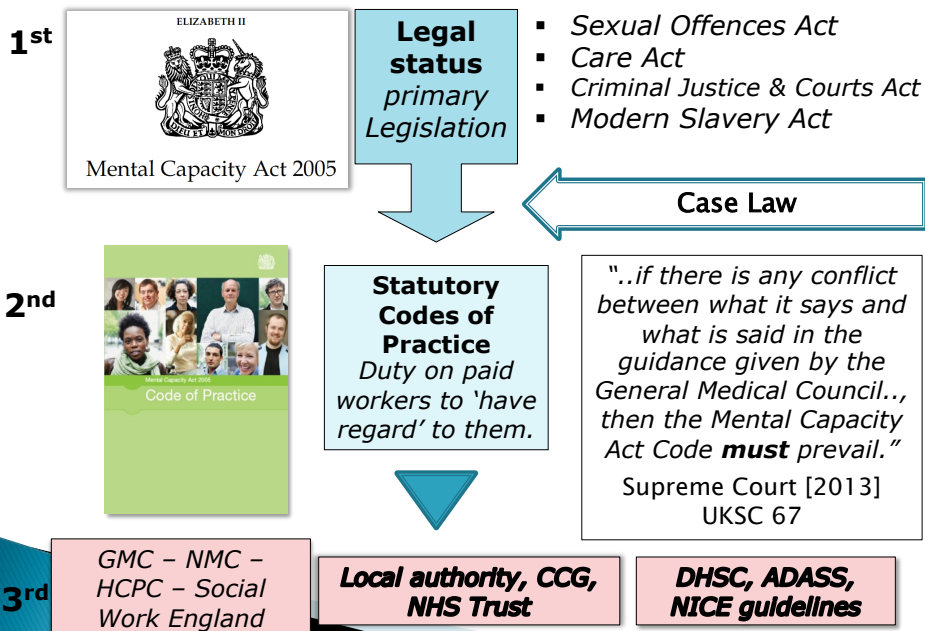 1st
ELIZABETH II
DIEU ET MON DROIT
Mental Capacity Act 2005
Legal
status
primary
Legislation
▪ Sexual Offences Act
▪ Care Act
▪ Criminal Justice & Courts Act
▪ Modern Slavery Act
Case Law
2nd
Mental Capacity Act 2005
Code of Practice
Statutory
Codes of
Practice
Duty on paid
workers to ‘have
regard’ to them.
“..if there is any conflict
between what it says and
what is said in the
guidance given by the
General Medical Council..,
then the Mental Capacity
Act Code must prevail.”
Supreme Court [2013]
UKSC 67
3rd
GMC – NMC –
HCPC – Social
Work England
Local authority, CCG,
NHS Trust
DHSC, ADASS,
NICE guidelines